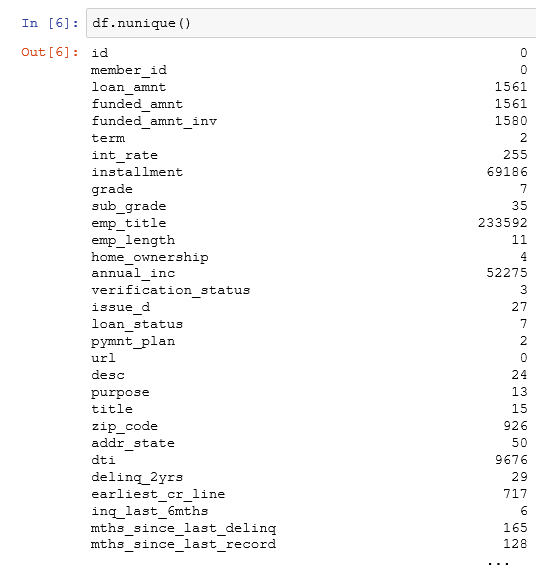 In [6]: df.nunique()
Out[6]: id 0
member_id 0
loan_amnt 1561
funded_amnt 1561
funded_amnt_inv 1580
term 2
int_rate 255
installment 69186
grade 7
sub_grade 35
emp_title 233592
emp_length 11
home_ownership 4
annual_inc 52275
verification_status 3
issue_d 27
loan_status 7
pymnt_plan 2
url 0
desc 24
purpose 13
title 15
zip_code 926
addr_state 50
dti 9676
delinq_2yrs 29
earliest_cr_line 717
inq_last_6mths 6
mths_since_last_delinq 165
mths_since_last_record 128
...